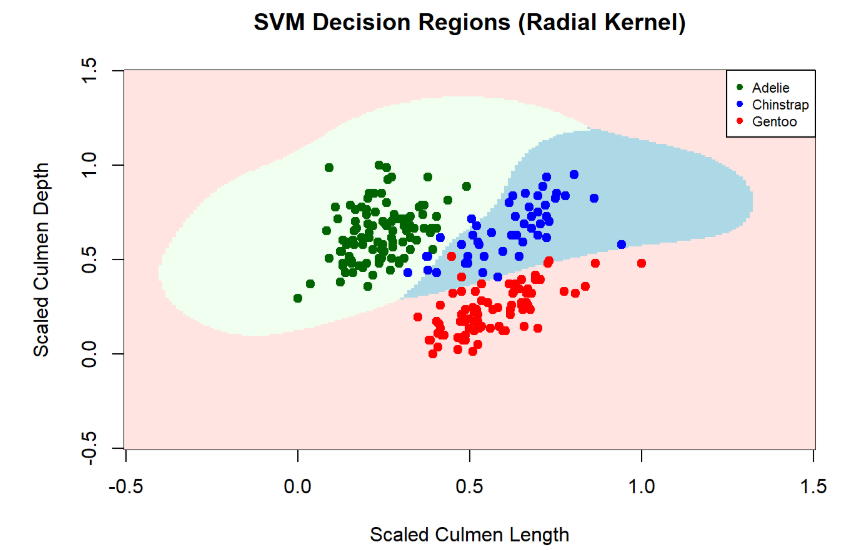 SVM Decision Regions (Radial Kernel)
Adelie
Chinstrap
Gentoo
Scaled Culmen Depth
1.5
1.0
0.5
0.0
-0.5
-0.5 0.0 0.5 1.0 1.5
Scaled Culmen Length